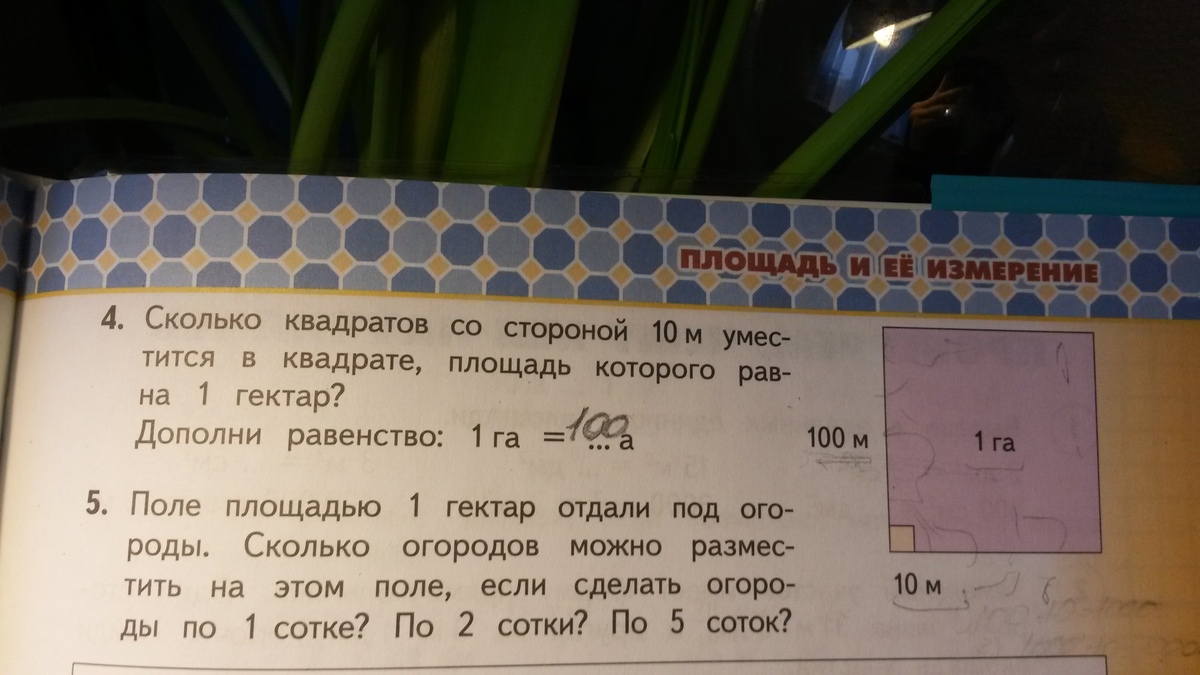 ПЛОЩАДЬ И ЕЁ ИЗМЕРЕНИЕ
4. Сколько квадратов со стороной 10 м умес-
тится в квадрате, площадь которого рав-
на 1 гектар?
Дополни равенство: 1 га = 100 ... а
100 м
1 га
10 м
5. Поле площадью 1 гектар отдали под ого-
роды. Сколько огородов можно размес-
тить на этом поле, если сделать огоро-
ды по 1 сотке? По 2 сотки? По 5 соток?